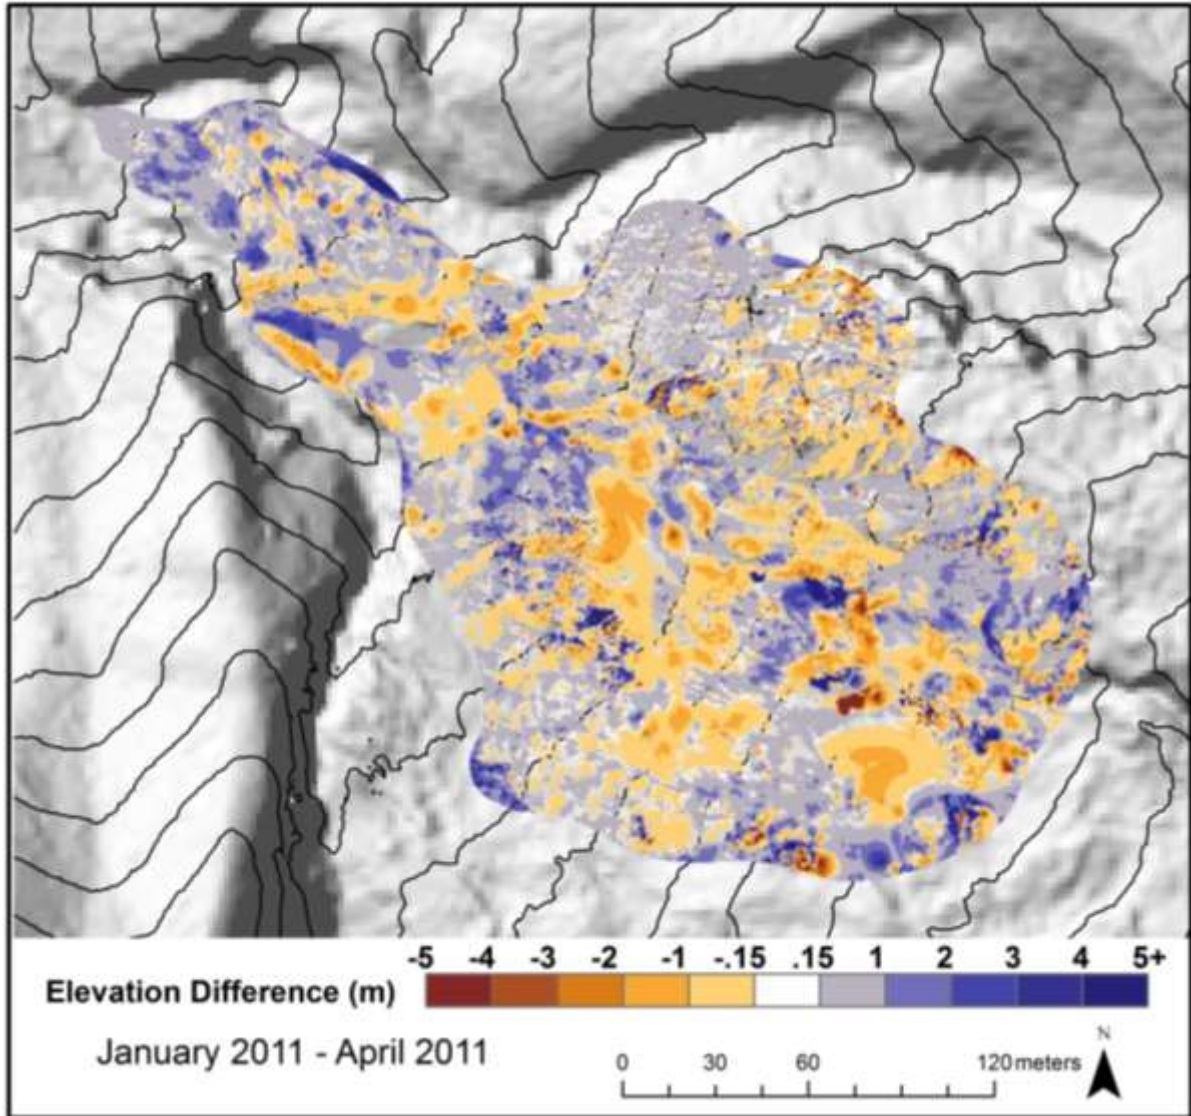 -5 -4 -3 -2 -1 -.15 .15 1 2 3 4 5+
Elevation Difference (m)
January 2011 - April 2011
N
0 30 60 120 meters